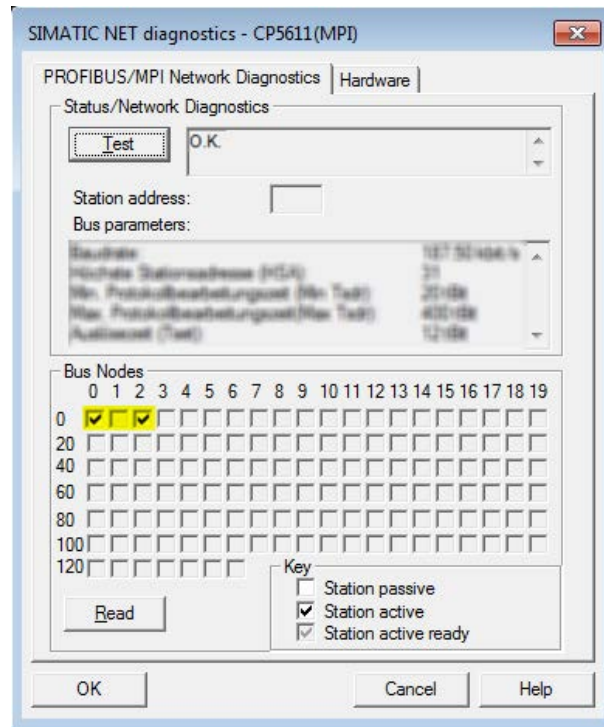 SIMATIC NET diagnostics - CP5611(MPI)
PROFIBUS/MPI Network Diagnostics Hardware
Status/Network Diagnostics
Test O.K.
Station address:
Bus parameters:
Bus Nodes
0 1 2 3 4 5 6 7 8 9 10 11 12 13 14 15 16 17 18 19
0
20
40
60
80
100
120
Key
Station passive
Station active
Station active ready
Read
OK Cancel Help